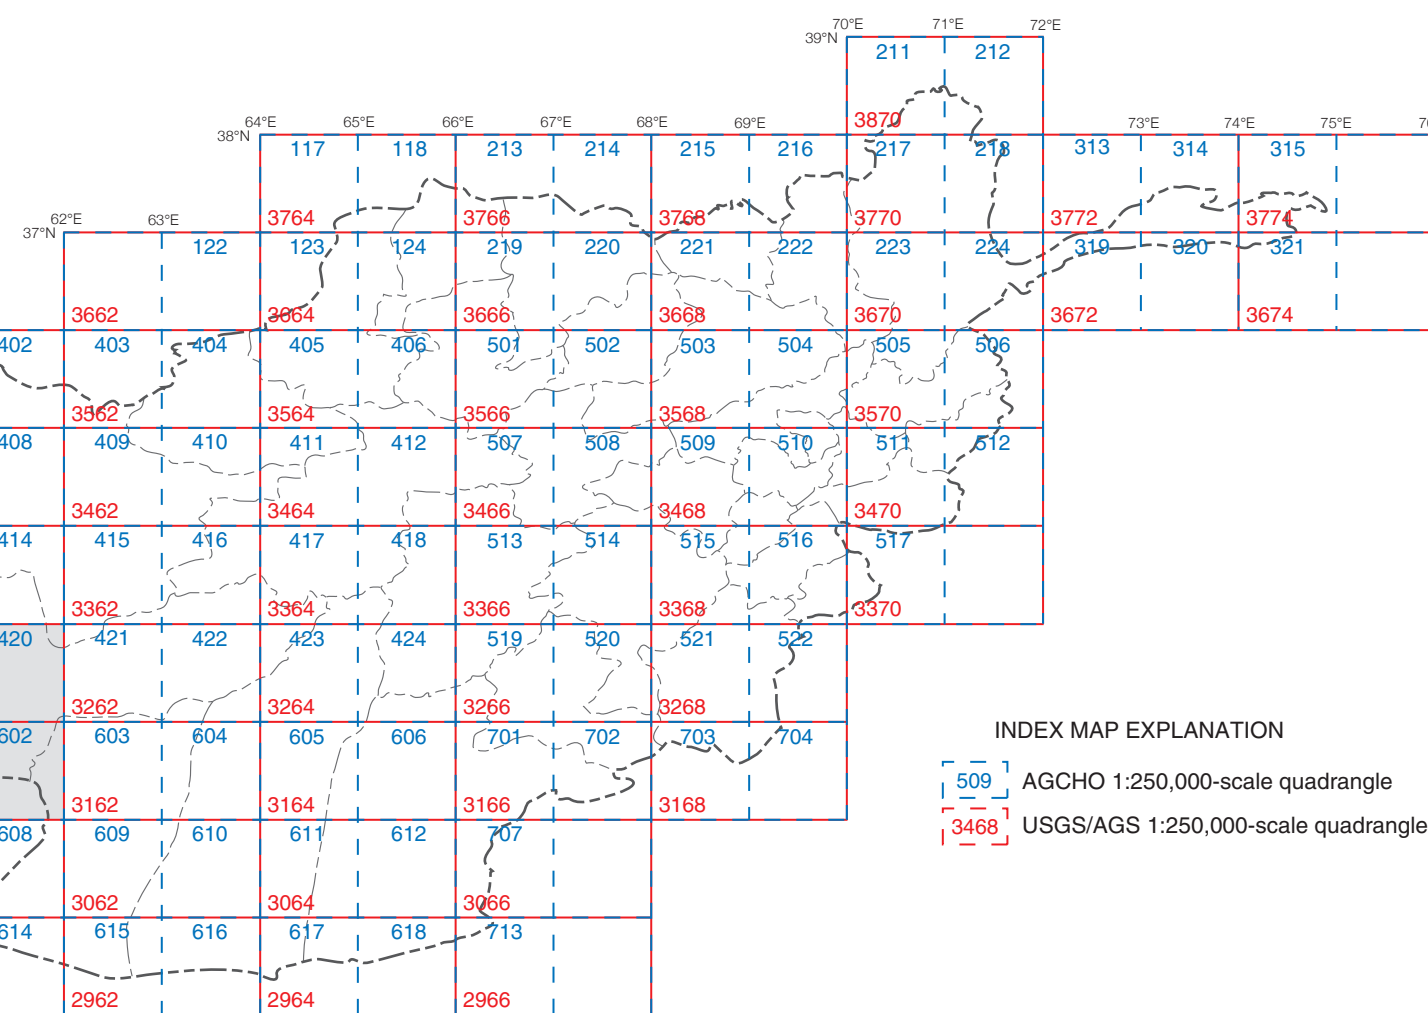 70°E 71°E 72°E
39°N
211 212
3870
64°E 65°E 66°E 67°E 68°E 69°E 73°E 74°E 75°E
38°N
117 118 213 214 215 216 217 218 313 314 315
62°E 63°E 3764 3766 3768 3770 3772 3774
37°N
122 123 124 219 220 221 222 223 224 319 320 321
3662 3664 3666 3668 3670 3672 3674
402 403 404 405 406 501 502 503 504 505 506
3562 3564 3566 3568 3570
408 409 410 411 412 507 508 509 510 511 512
3462 3464 3466 3468 3470
414 415 416 417 418 513 514 515 516 517
3362 3364 3366 3368 3370
420 421 422 423 424 519 520 521 522
3262 3264 3266 3268
602 603 604 605 606 701 702 703 704
3162 3164 3166 3168
608 609 610 611 612 707
3062 3064 3066
614 615 616 617 618 713
2962 2964 2966
INDEX MAP EXPLANATION
509 AGCHO 1:250,000-scale quadrangle
3468 USGS/AGS 1:250,000-scale quadrangle